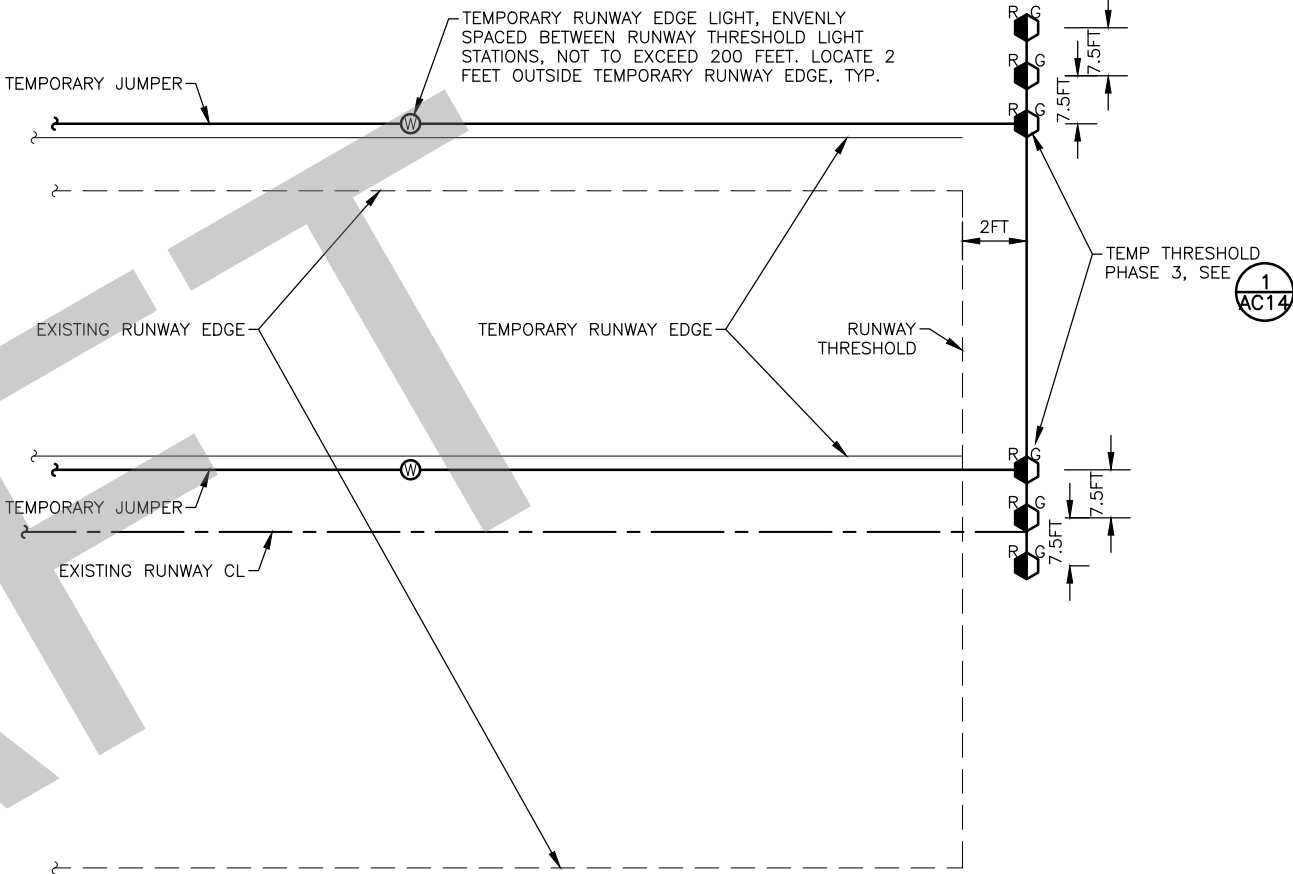 TEMPORARY RUNWAY EDGE LIGHT, ENVENLY
SPACED BETWEEN RUNWAY THRESHOLD LIGHT
STATIONS, NOT TO EXCEED 200 FEET. LOCATE 2
FEET OUTSIDE TEMPORARY RUNWAY EDGE, TYP.
R G
7.5FT
R G
TEMPORARY JUMPER
7.5FT
R G
W
2FT
TEMP THRESHOLD
PHASE 3, SEE
1
AC14
EXISTING RUNWAY EDGE
TEMPORARY RUNWAY EDGE
RUNWAY
THRESHOLD
R G
W
7.5FT
TEMPORARY JUMPER
R G
7.5FT
R G
EXISTING RUNWAY CL